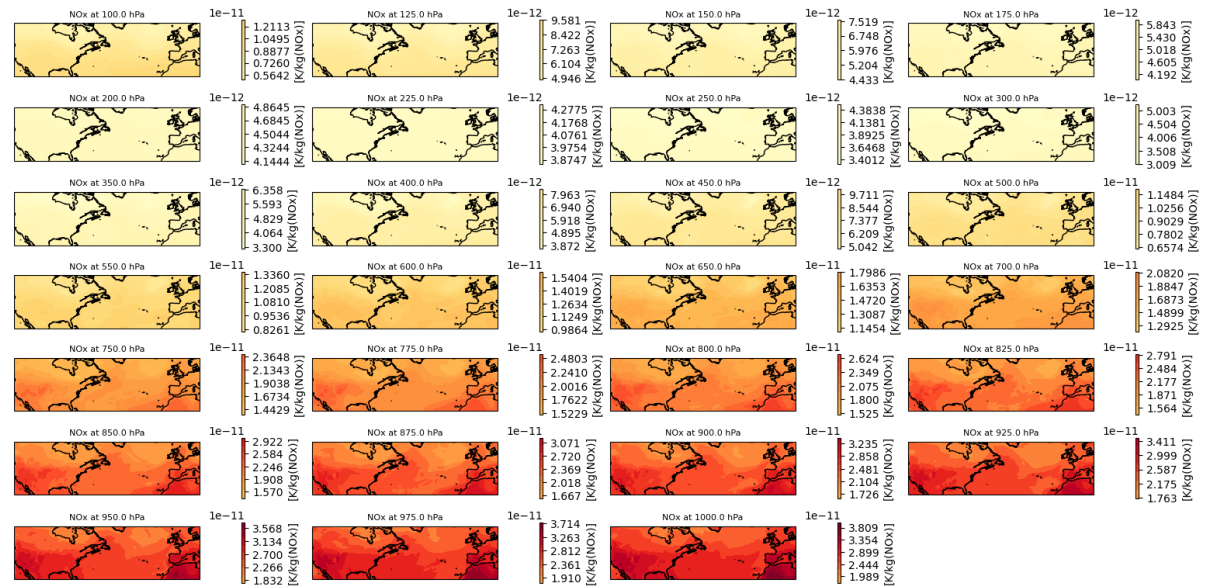 NOx at 100.0 hPa
1e−11
1.2113
1.0495
0.8877
0.7260
0.5642
[K/kg(NOx)]
NOx at 125.0 hPa
1e−12
9.581
8.422
7.263
6.104
4.946
[K/kg(NOx)]
NOx at 150.0 hPa
1e−12
7.519
6.748
5.976
5.204
4.433
[K/kg(NOx)]
NOx at 175.0 hPa
1e−12
5.843
5.430
5.018
4.605
4.192
[K/kg(NOx)]
NOx at 200.0 hPa
1e−12
4.8645
4.6845
4.5044
4.3244
4.1444
[K/kg(NOx)]
NOx at 225.0 hPa
1e−12
4.2775
4.1768
4.0761
3.9754
3.8747
[K/kg(NOx)]
NOx at 250.0 hPa
1e−12
4.3838
4.1381
3.8925
3.6468
3.4012
[K/kg(NOx)]
NOx at 300.0 hPa
1e−12
5.003
4.504
4.006
3.508
3.009
[K/kg(NOx)]
NOx at 350.0 hPa
1e−12
6.358
5.593
4.829
4.064
3.300
[K/kg(NOx)]
NOx at 400.0 hPa
1e−12
7.963
6.940
5.918
4.895
3.872
[K/kg(NOx)]
NOx at 450.0 hPa
1e−12
9.711
8.544
7.377
6.209
5.042
[K/kg(NOx)]
NOx at 500.0 hPa
1e−11
1.1484
1.0256
0.9029
0.7802
0.6574
[K/kg(NOx)]
NOx at 550.0 hPa
1e−11
1.3360
1.2085
1.0810
0.9536
0.8261
[K/kg(NOx)]
NOx at 600.0 hPa
1e−11
1.5404
1.4019
1.2634
1.1249
0.9864
[K/kg(NOx)]
NOx at 650.0 hPa
1e−11
1.7986
1.6353
1.4720
1.3087
1.1454
[K/kg(NOx)]
NOx at 700.0 hPa
1e−11
2.0820
1.8847
1.6873
1.4899
1.2925
[K/kg(NOx)]
NOx at 750.0 hPa
1e−11
2.3648
2.1343
1.9038
1.6734
1.4429
[K/kg(NOx)]
NOx at 775.0 hPa
1e−11
2.4803
2.2410
2.0016
1.7622
1.5229
[K/kg(NOx)]
NOx at 800.0 hPa
1e−11
2.624
2.349
2.075
1.800
1.525
[K/kg(NOx)]
NOx at 825.0 hPa
1e−11
2.791
2.484
2.177
1.871
1.564
[K/kg(NOx)]
NOx at 850.0 hPa
1e−11
2.922
2.584
2.246
1.908
1.570
[K/kg(NOx)]
NOx at 875.0 hPa
1e−11
3.071
2.720
2.369
2.018
1.667
[K/kg(NOx)]
NOx at 900.0 hPa
1e−11
3.235
2.858
2.481
2.104
1.726
[K/kg(NOx)]
NOx at 925.0 hPa
1e−11
3.411
2.999
2.587
2.175
1.763
[K/kg(NOx)]
NOx at 950.0 hPa
1e−11
3.568
3.134
2.700
2.266
1.832
[K/kg(NOx)]
NOx at 975.0 hPa
1e−11
3.714
3.263
2.812
2.361
1.910
[K/kg(NOx)]
NOx at 1000.0 hPa
1e−11
3.809
3.354
2.899
2.444
1.989
[K/kg(NOx)]